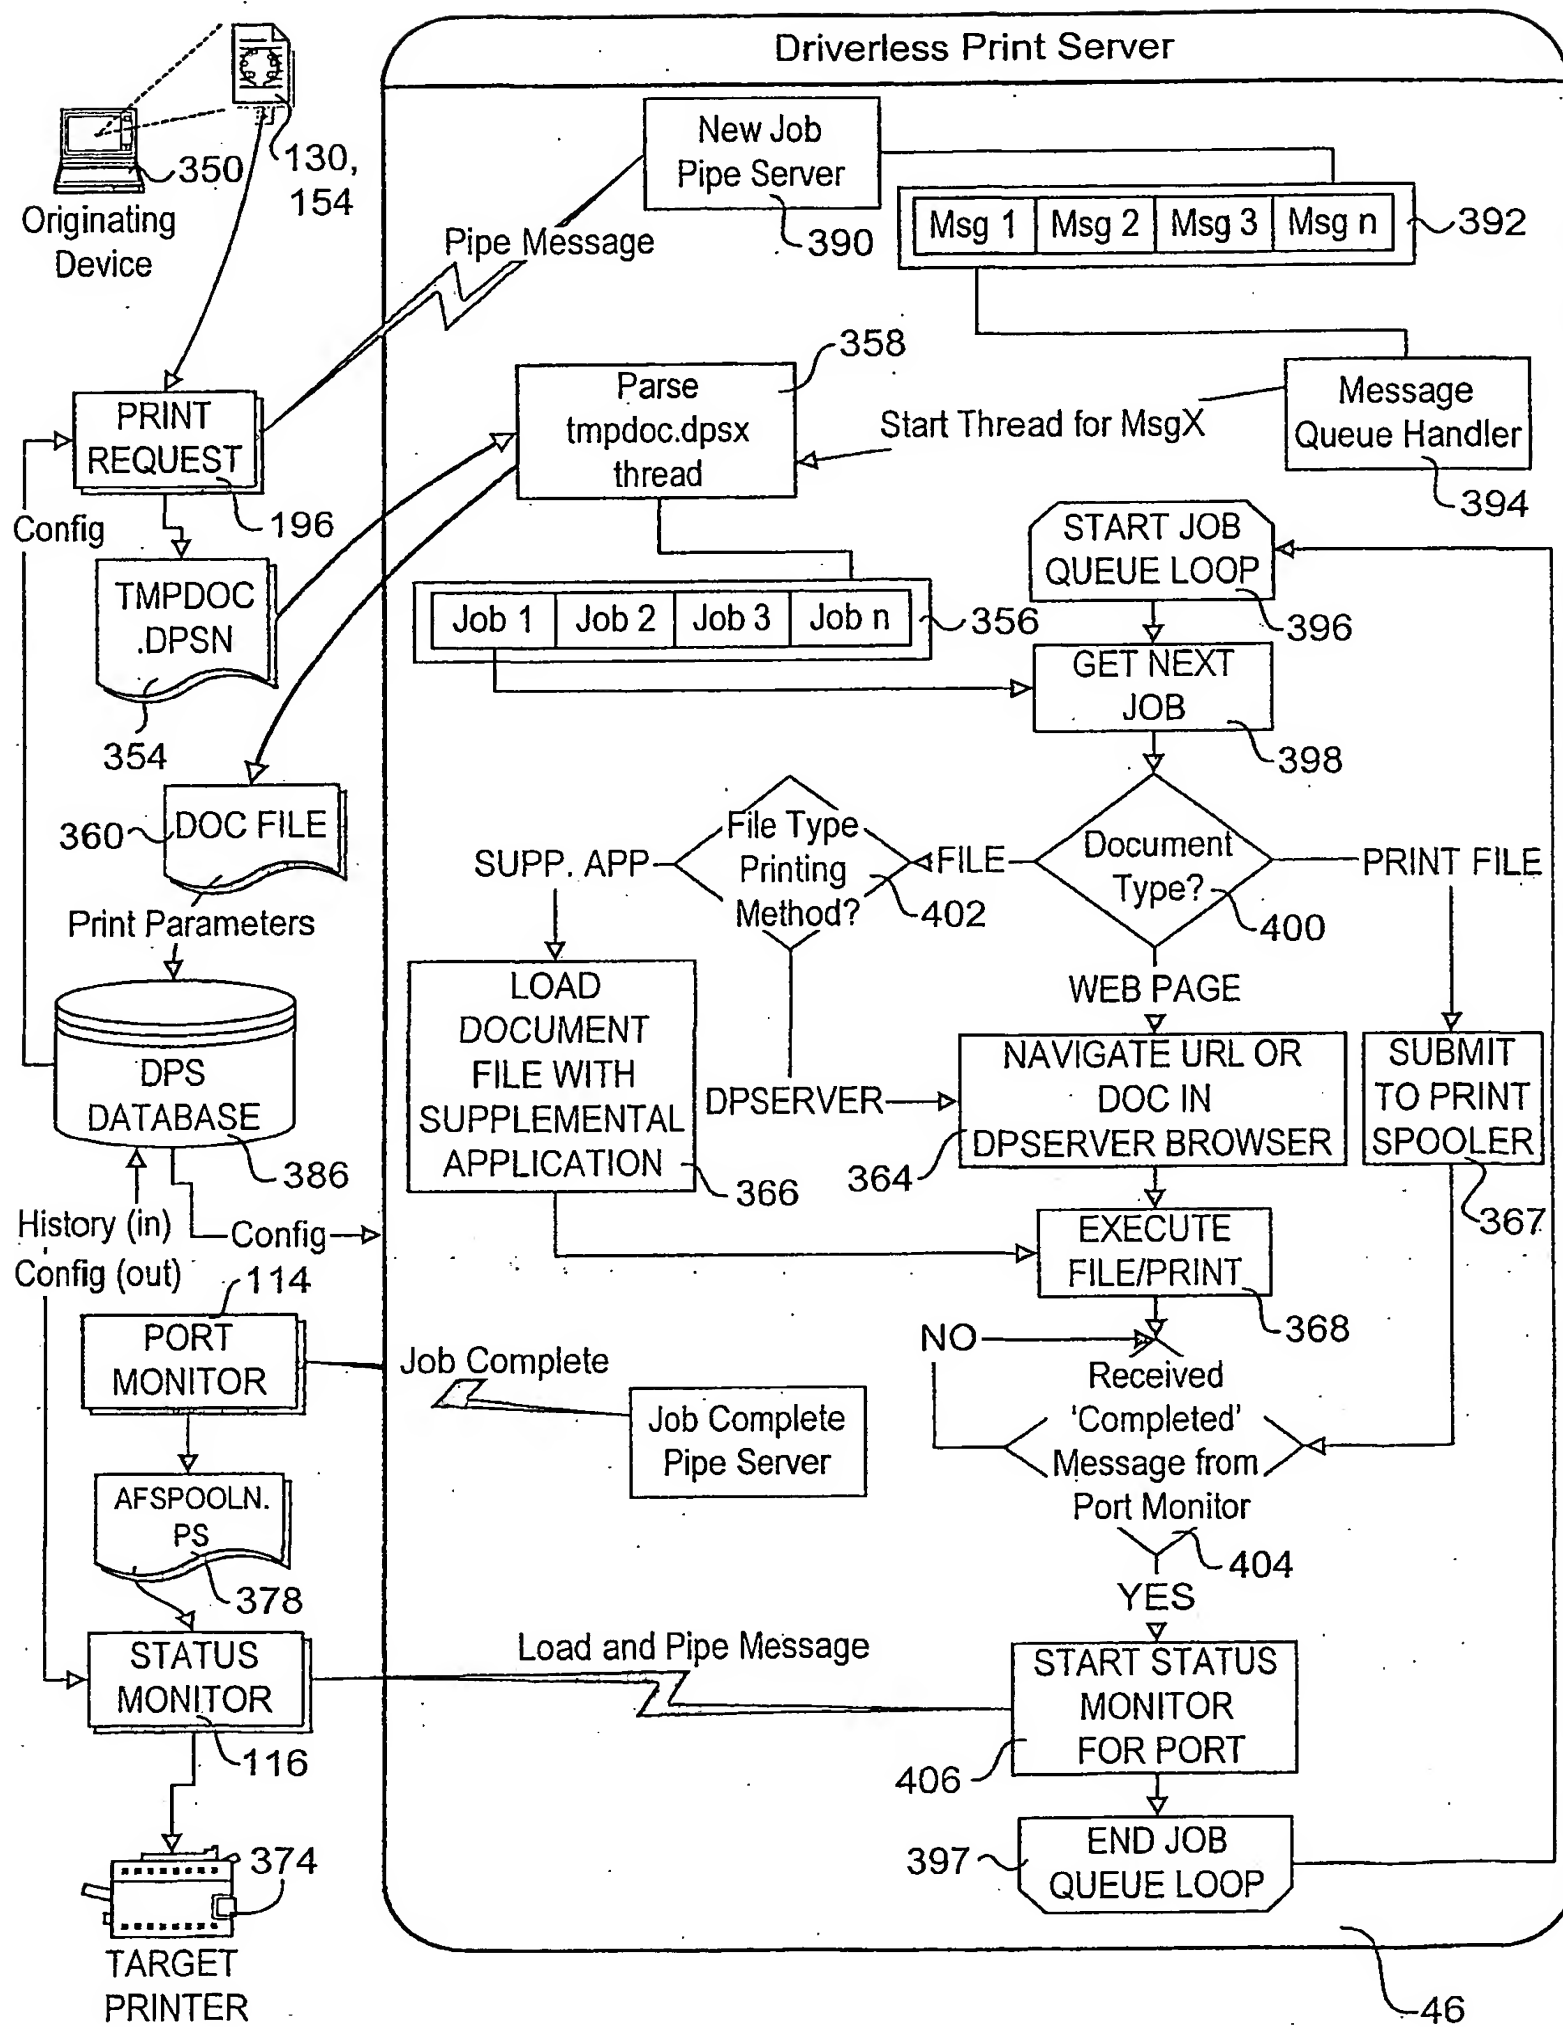 Driverless Print Server
350
130,
154
Originating
Device
New Job
Pipe Server
390
Msg 1
Msg 2
Msg 3
Msg n
392
Pipe Message
358
Parse
tmpdoc.dpsx
thread
Start Thread for MsgX
Message
Queue Handler
394
PRINT
REQUEST
196
Config
TMPDOC
.DPSN
354
START JOB
QUEUE LOOP
396
Job 1
Job 2
Job 3
Job n
356
GET NEXT
JOB
398
360
DOC FILE
Print Parameters
File Type
Printing
Method?
402
SUPP. APP
FILE
Document
Type?
400
PRINT FILE
WEB PAGE
LOAD
DOCUMENT
FILE WITH
SUPPLEMENTAL
APPLICATION
366
DPSERVER
NAVIGATE URL OR
DOC IN
DPSERVER BROWSER
364
SUBMIT
TO PRINT
SPOOLER
367
DPS
DATABASE
386
History (in)
Config (out)
Config
EXECUTE
FILE/PRINT
368
114
PORT
MONITOR
Job Complete
Job Complete
Pipe Server
NO
Received
‘Completed’
Message from
Port Monitor
404
YES
AFSPOOLN.
PS
378
STATUS
MONITOR
116
Load and Pipe Message
START STATUS
MONITOR
FOR PORT
406
END JOB
QUEUE LOOP
397
374
TARGET
PRINTER
46